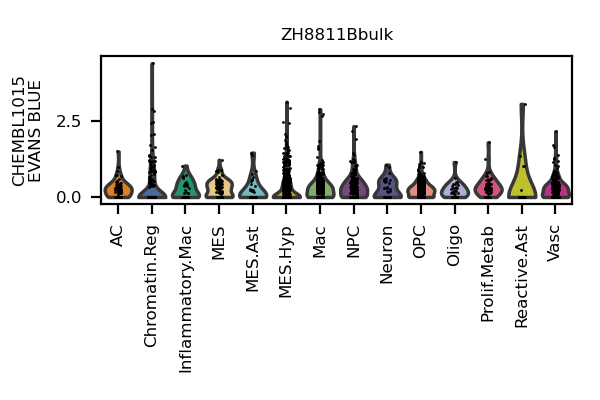 ZH8811Bbulk
CHEMBL1015
EVANS BLUE
2.5
0.0
AC
Chromatin.Reg
Inflammatory.Mac
MES
MES.Ast
MES.Hyp
Mac
NPC
Neuron
OPC
Oligo
Prolif.Metab
Reactive.Ast
Vasc